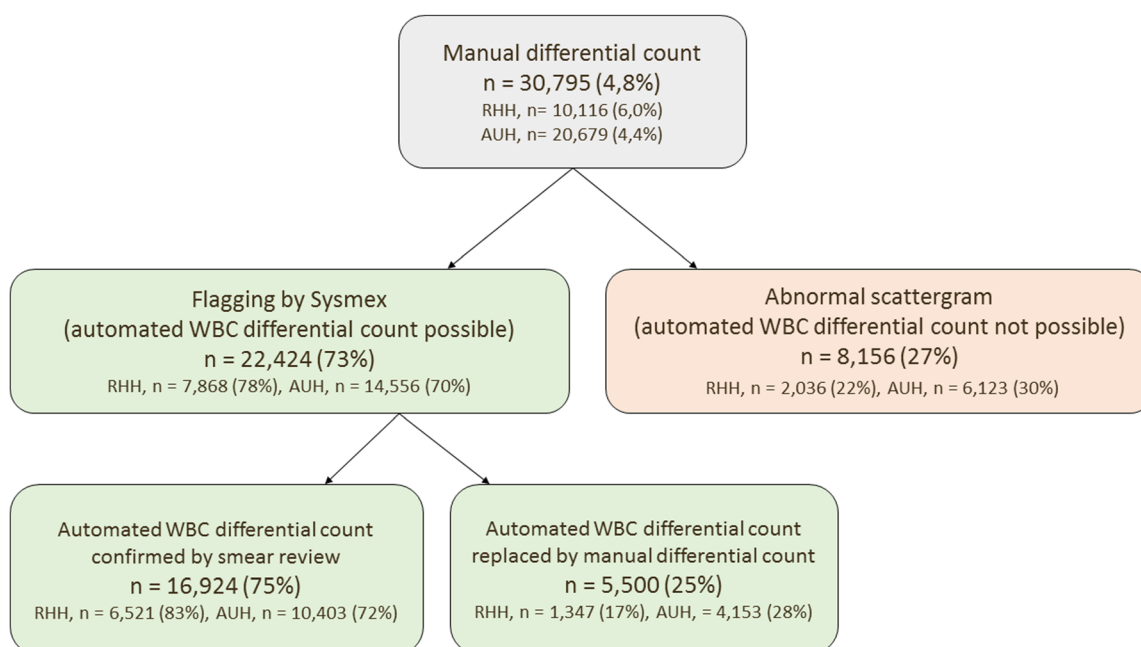 Manual differential count
n = 30,795 (4,8%)
RHH, n= 10,116 (6,0%)
AUH, n= 20,679 (4,4%)
Flagging by Sysmex
(automated WBC differential count possible)
n = 22,424 (73%)
RHH, n = 7,868 (78%), AUH, n = 14,556 (70%)
Abnormal scattergram
(automated WBC differential count not possible)
n = 8,156 (27%)
RHH, n = 2,036 (22%), AUH, n = 6,123 (30%)
Automated WBC differential count
confirmed by smear review
n = 16,924 (75%)
RHH, n = 6,521 (83%), AUH, n = 10,403 (72%)
Automated WBC differential count
replaced by manual differential count
n = 5,500 (25%)
RHH, n = 1,347 (17%), AUH, = 4,153 (28%)